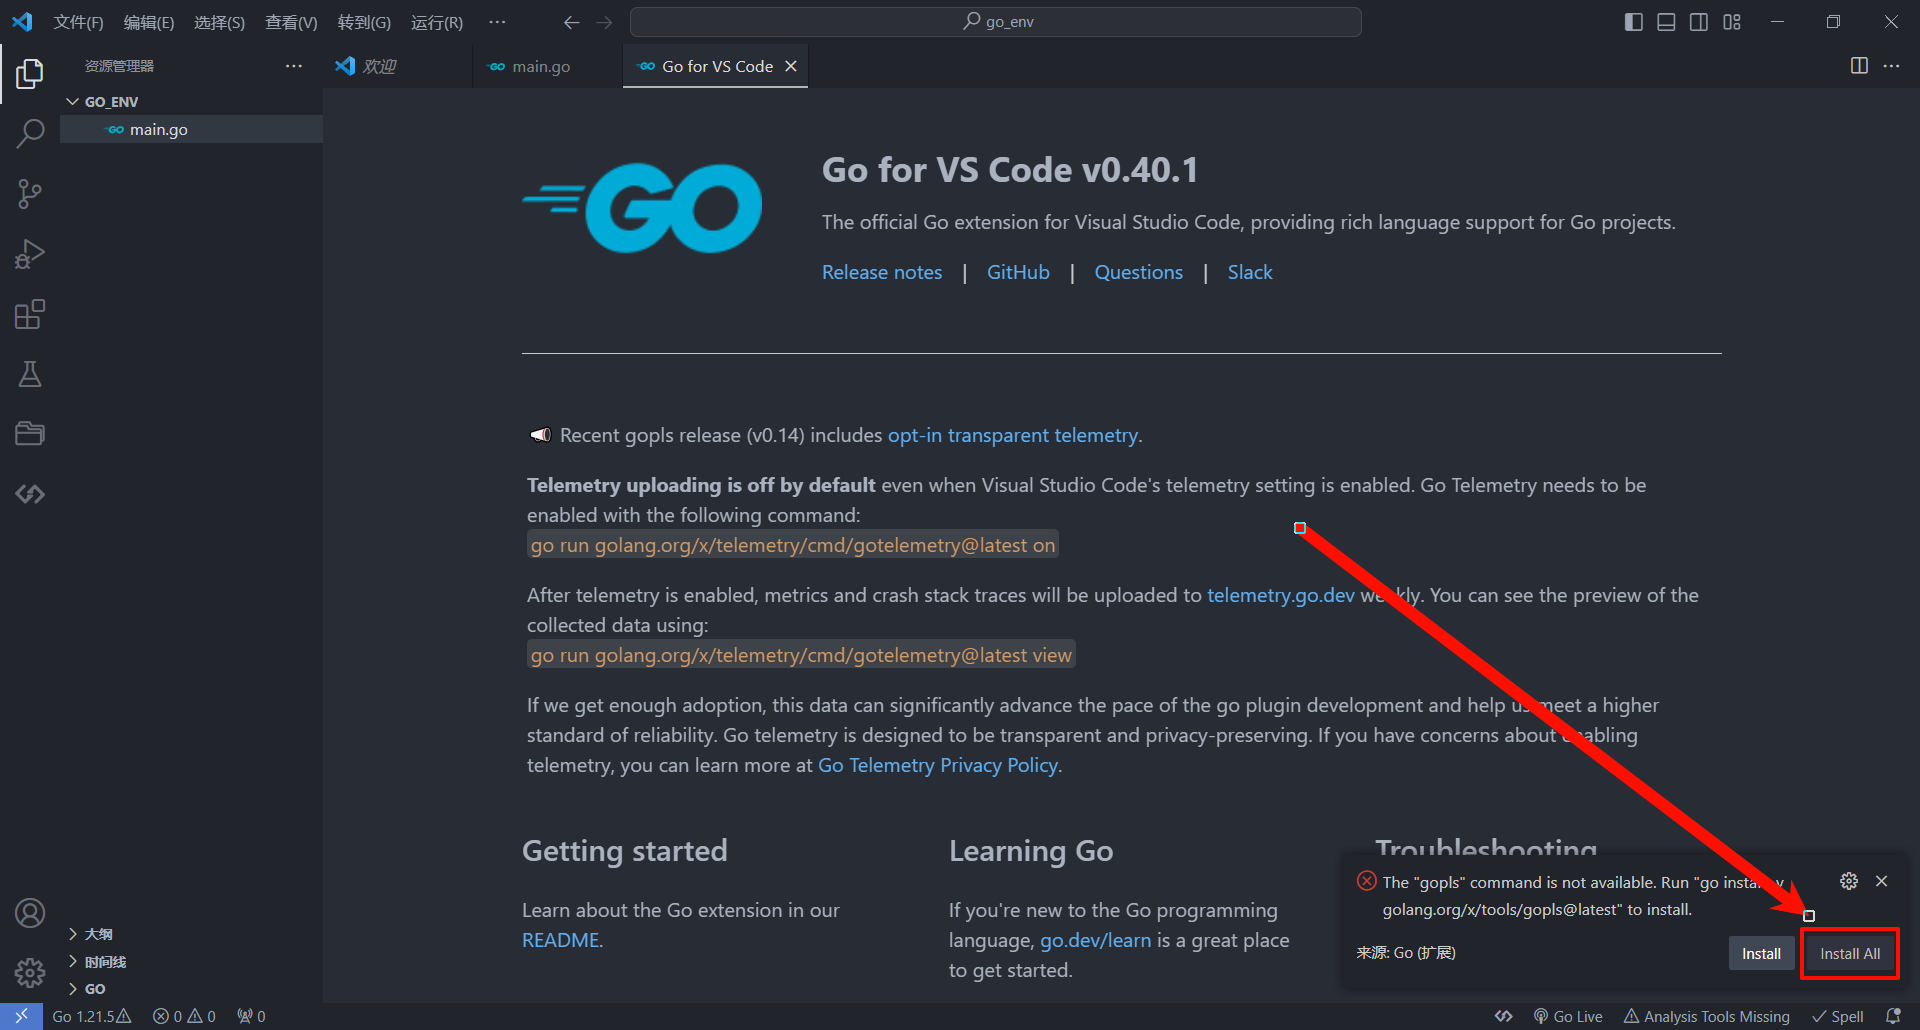 文件(F) 编辑(E) 选择(S) 查看(V) 转到(G) 运行(R) ··· go_env
资源管理器 ···
欢迎 main.go Go for VS Code
GO_ENV
main.go
GO
Go for VS Code v0.40.1
The official Go extension for Visual Studio Code, providing rich language support for Go projects.
Release notes | GitHub | Questions | Slack
Recent gopls release (v0.14) includes opt-in transparent telemetry.
Telemetry uploading is off by default even when Visual Studio Code's telemetry setting is enabled. Go Telemetry needs to be
enabled with the following command:
go run golang.org/x/telemetry/cmd/gotelemetry@latest on
After telemetry is enabled, metrics and crash stack traces will be uploaded to telemetry.go.dev weekly. You can see the preview of the
collected data using:
go run golang.org/x/telemetry/cmd/gotelemetry@latest view
If we get enough adoption, this data can significantly advance the pace of the go plugin development and help us meet a higher
standard of reliability. Go telemetry is designed to be transparent and privacy-preserving. If you have concerns about enabling
telemetry, you can learn more at Go Telemetry Privacy Policy.
Getting started
Learn about the Go extension in our
README.
Learning Go
If you're new to the Go programming
language, go.dev/learn is a great place
to get started.
Troubleshooting
The "gopls" command is not available. Run "go install -v
golang.org/x/tools/gopls@latest" to install.
来源: Go (扩展) Install Install All
大纲
时间线
GO
Go 1.21.5 0 0 0 Go Live Analysis Tools Missing Spell